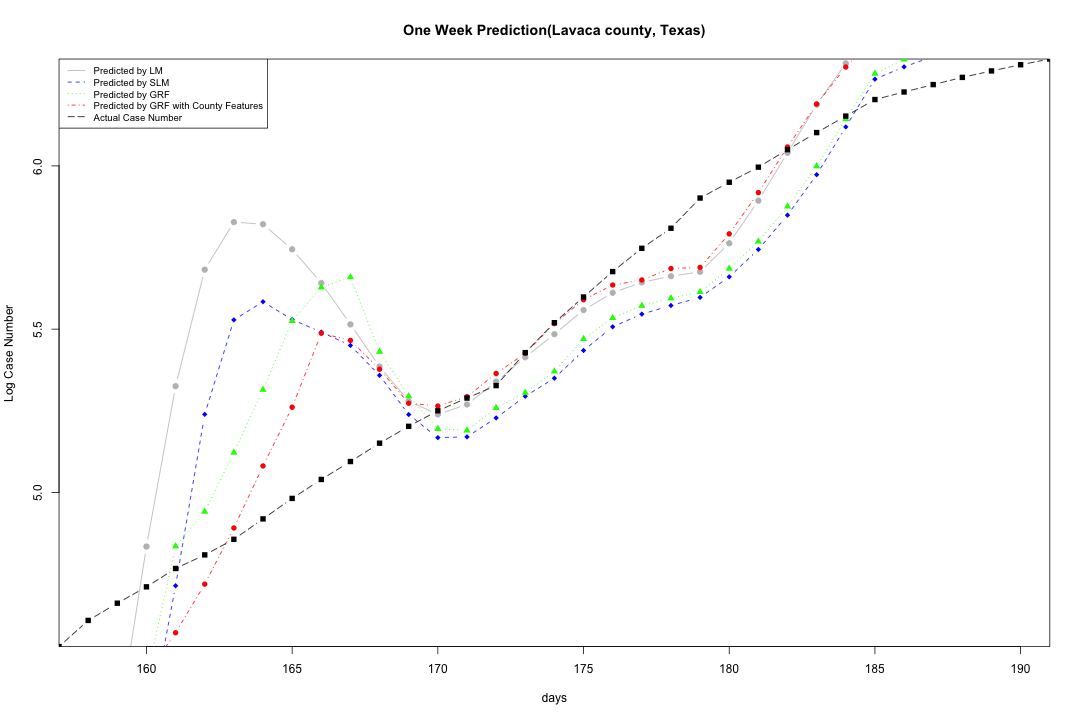 One Week Prediction(Lavaca county, Texas)
Predicted by LM
Predicted by SLM
Predicted by GRF
Predicted by GRF with County Features
Actual Case Number
6.0
5.5
5.0
Log Case Number
160 165 170 175 180 185 190
days